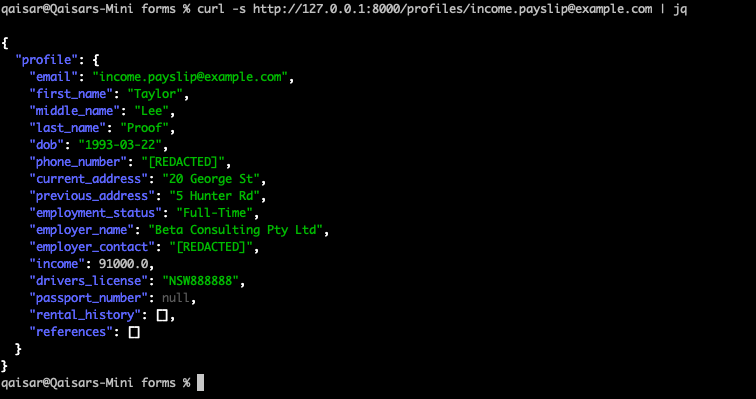 qaisar@Qaisars-Mini forms % curl -s http://127.0.0.1:8000/profiles/income.payslip@example.com | jq
{
  "profile": {
    "email": "income.payslip@example.com",
    "first_name": "Taylor",
    "middle_name": "Lee",
    "last_name": "Proof",
    "dob": "1993-03-22",
    "phone_number": "[REDACTED]",
    "current_address": "20 George St",
    "previous_address": "5 Hunter Rd",
    "employment_status": "Full-Time",
    "employer_name": "Beta Consulting Pty Ltd",
    "employer_contact": "[REDACTED]",
    "income": 91000.0,
    "drivers_license": "NSW888888",
    "passport_number": null,
    "rental_history": [],
    "references": []
  }
}
qaisar@Qaisars-Mini forms %